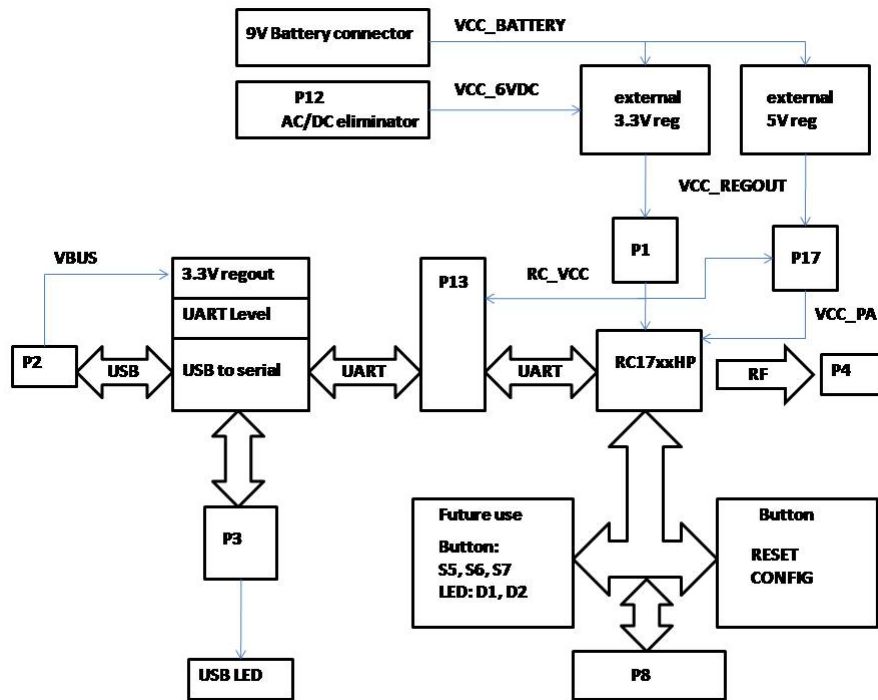 9V Battery connector
VCC_BATTERY
P12
AC/DC eliminator
VCC_6VDC
external
3.3V reg
external
5V reg
VCC_REGOUT
P1
P17
VBUS
3.3V regout
P13
RC_VCC
UART Level
VCC_PA
P2
USB
USB to serial
UART
UART
RC17xxHP
RF
P4
P3
Future use
Button:
S5, S6, S7
LED: D1, D2
Button
RESET
CONFIG
USB LED
P8